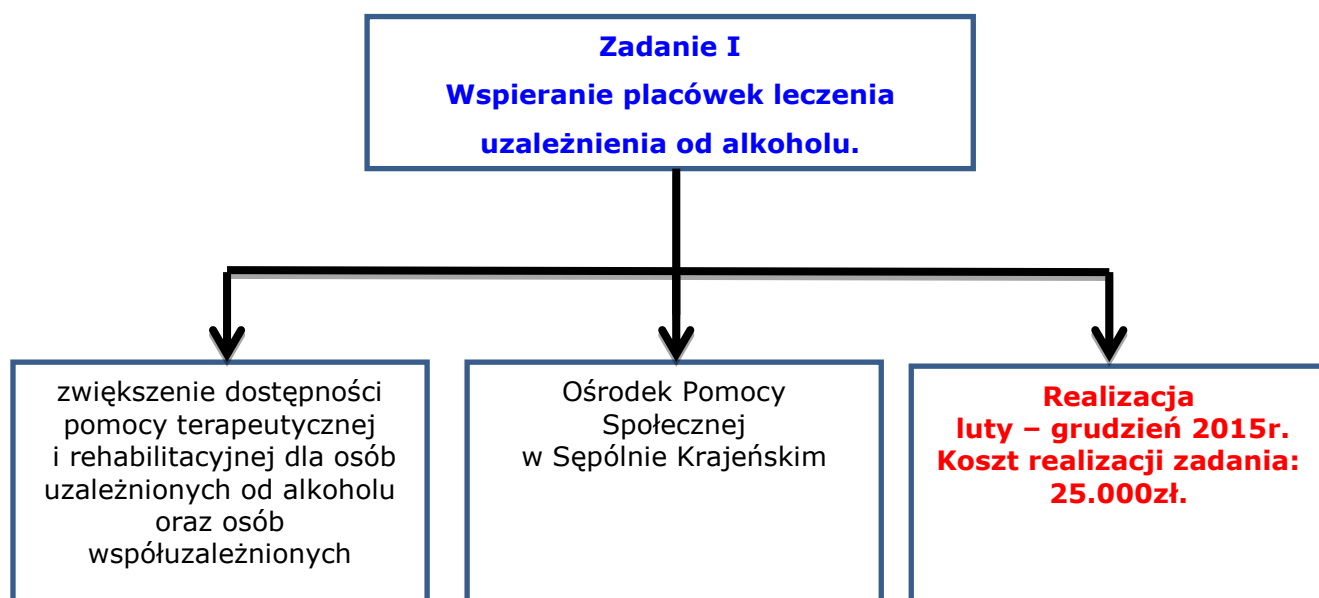 Zadanie I
Wspieranie placówek leczenia
uzależnienia od alkoholu.
zwiększenie dostępności
pomocy terapeutycznej
i rehabilitacyjnej dla osób
uzależnionych od alkoholu
oraz osób
współuzależnionych
Ośrodek Pomocy
Społecznej
w Sępólnie Krajeńskim
Realizacja
luty – grudzień 2015r.
Koszt realizacji zadania:
25.000zł.